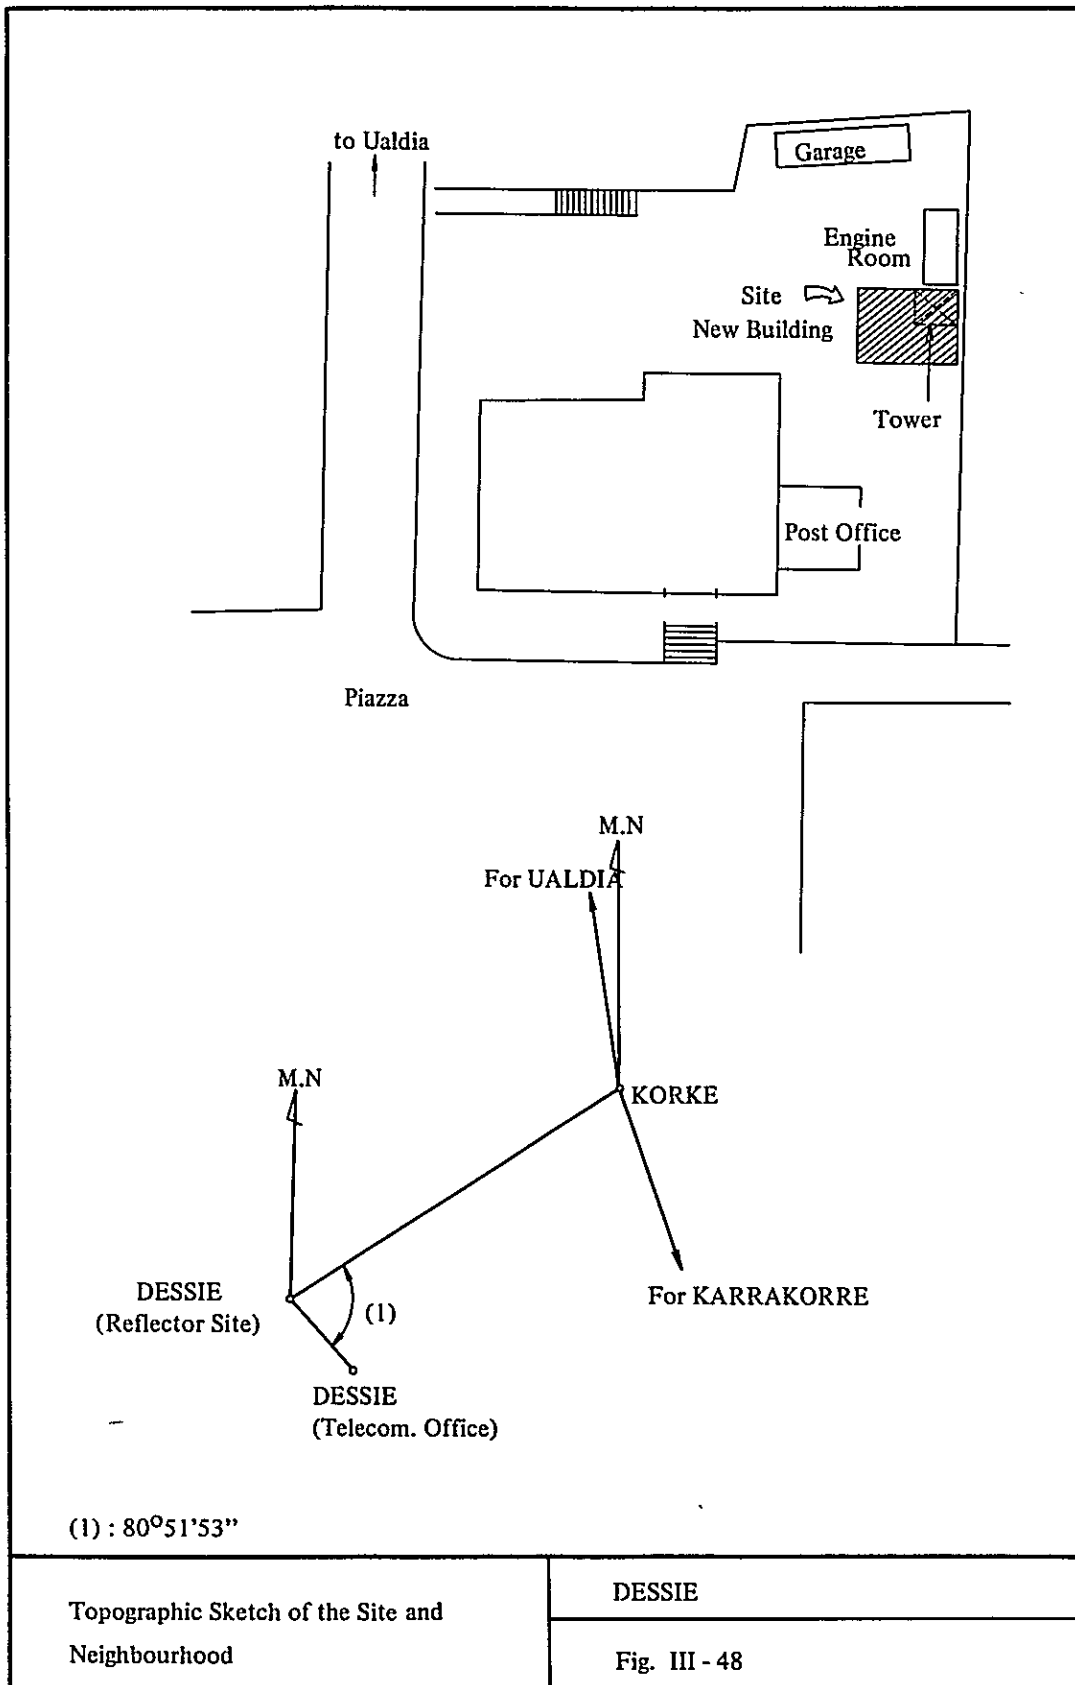 to Ualdia
Garage
Engine
Room
Site
New Building
Tower
Post Office
Piazza
M.N
For UALDIA
KORKE
M.N
DESSIE
(Reflector Site)
(1)
For KARRAKORRE
DESSIE
(Telecom. Office)
(1) : 80°51'53"
Topographic Sketch of the Site and
Neighbourhood
DESSIE
Fig. III - 48